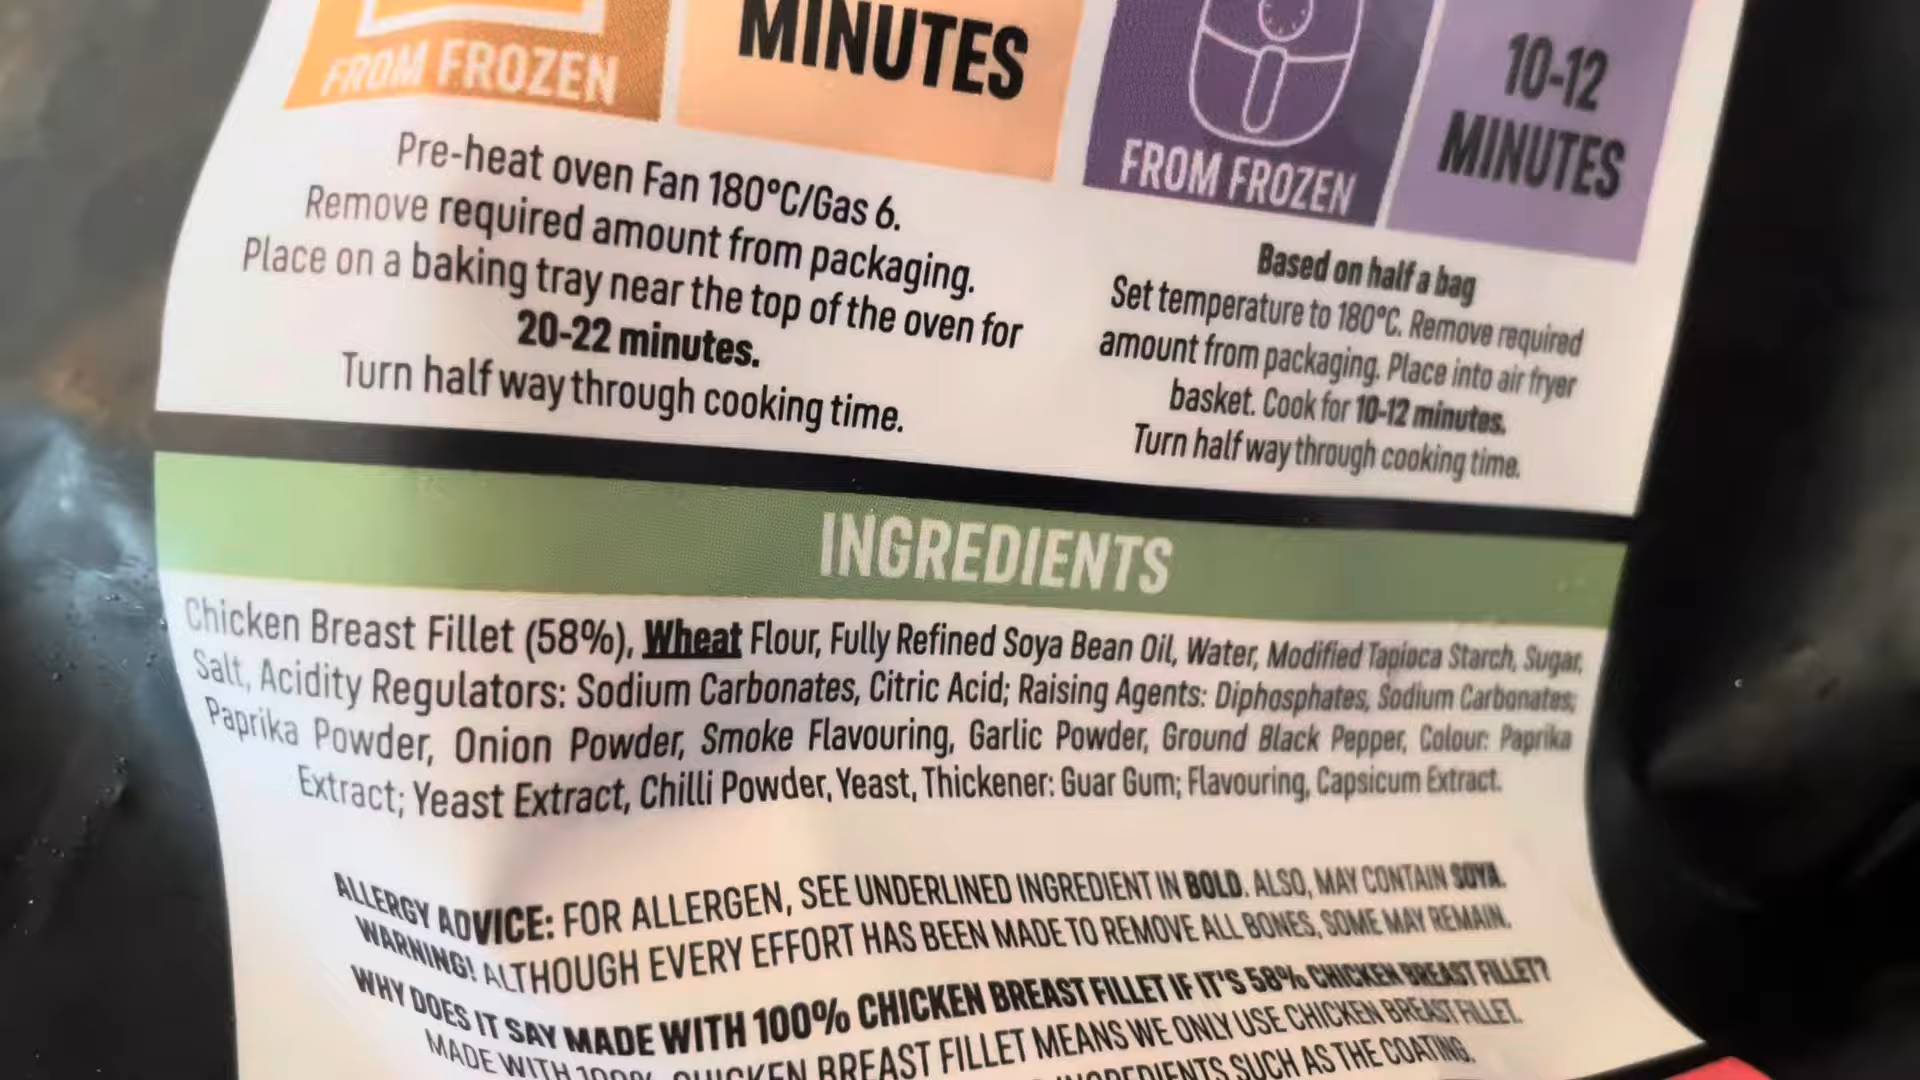 FROM FROZEN
MINUTES
Pre-heat oven Fan 180°C/Gas 6.
Remove required amount from packaging.
Place on a baking tray near the top of the oven for
20-22 minutes.
Turn half way through cooking time.
10-12
MINUTES
FROM FROZEN
Based on half a bag
Set temperature to 180°C. Remove required
amount from packaging. Place into air fryer
basket. Cook for 10-12 minutes.
Turn half way through cooking time.
INGREDIENTS
Chicken Breast Fillet (58%), Wheat Flour, Fully Refined Soya Bean Oil, Water, Modified Tapioca Starch, Sugar,
Salt, Acidity Regulators: Sodium Carbonates, Citric Acid; Raising Agents: Diphosphates, Sodium Carbonates;
Paprika Powder, Onion Powder, Smoke Flavouring, Garlic Powder, Ground Black Pepper, Colour: Paprika
Extract; Yeast Extract, Chilli Powder, Yeast, Thickener: Guar Gum; Flavouring, Capsicum Extract.
ALLERGY ADVICE: FOR ALLERGEN, SEE UNDERLINED INGREDIENT IN BOLD. ALSO, MAY CONTAIN SOYA.
WARNING! ALTHOUGH EVERY EFFORT HAS BEEN MADE TO REMOVE ALL BONES, SOME MAY REMAIN.
WHY DOES IT SAY MADE WITH 100% CHICKEN BREAST FILLET IF IT'S 58% CHICKEN BREAST FILLET?
MADE WITH 100% CHICKEN BREAST FILLET MEANS WE ONLY USE CHICKEN BREAST FILLET.
INGREDIENTS SUCH AS THE COATING.